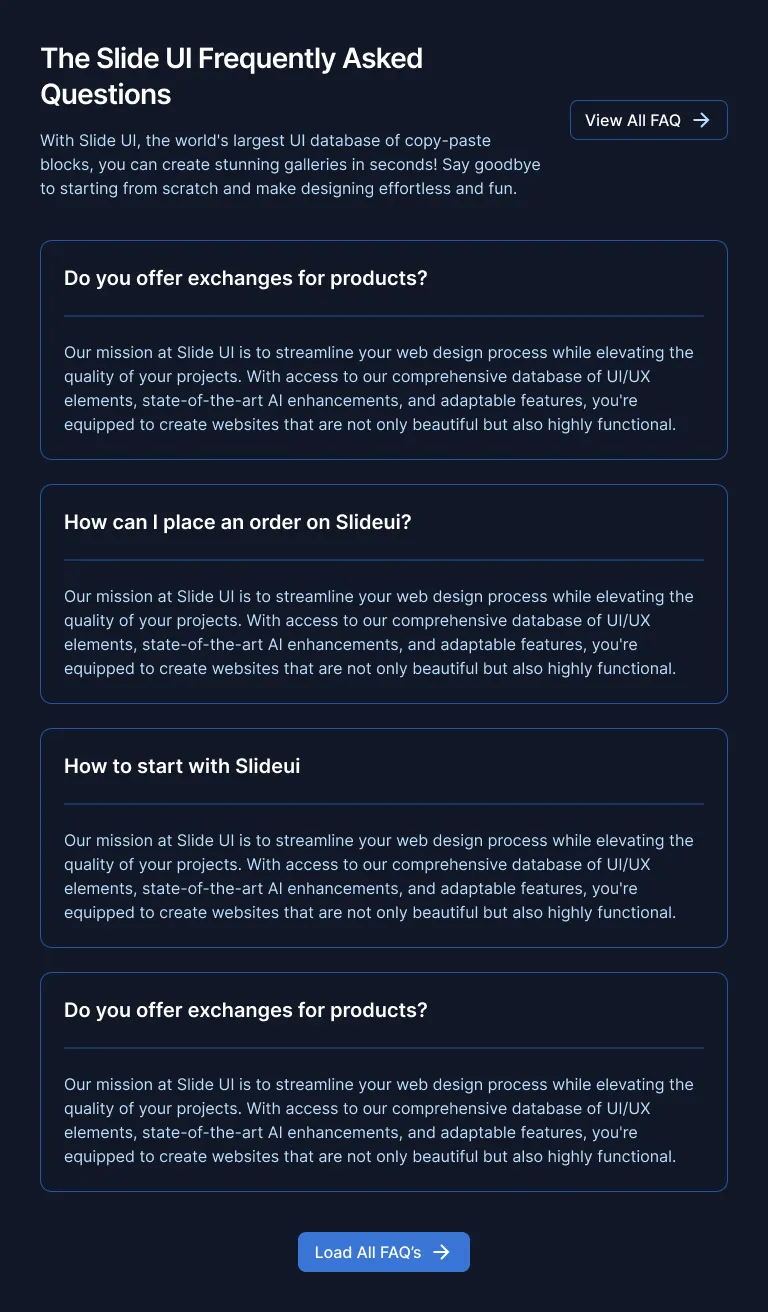 The Slide UI Frequently Asked
Questions
With Slide UI, the world's largest UI database of copy-paste
blocks, you can create stunning galleries in seconds! Say goodbye
to starting from scratch and make designing effortless and fun.
View All FAQ
Do you offer exchanges for products?
Our mission at Slide UI is to streamline your web design process while elevating the
quality of your projects. With access to our comprehensive database of UI/UX
elements, state-of-the-art AI enhancements, and adaptable features, you're
equipped to create websites that are not only beautiful but also highly functional.
How can I place an order on Slideui?
Our mission at Slide UI is to streamline your web design process while elevating the
quality of your projects. With access to our comprehensive database of UI/UX
elements, state-of-the-art AI enhancements, and adaptable features, you're
equipped to create websites that are not only beautiful but also highly functional.
How to start with Slideui
Our mission at Slide UI is to streamline your web design process while elevating the
quality of your projects. With access to our comprehensive database of UI/UX
elements, state-of-the-art AI enhancements, and adaptable features, you're
equipped to create websites that are not only beautiful but also highly functional.
Do you offer exchanges for products?
Our mission at Slide UI is to streamline your web design process while elevating the
quality of your projects. With access to our comprehensive database of UI/UX
elements, state-of-the-art AI enhancements, and adaptable features, you're
equipped to create websites that are not only beautiful but also highly functional.
Load All FAQ’s